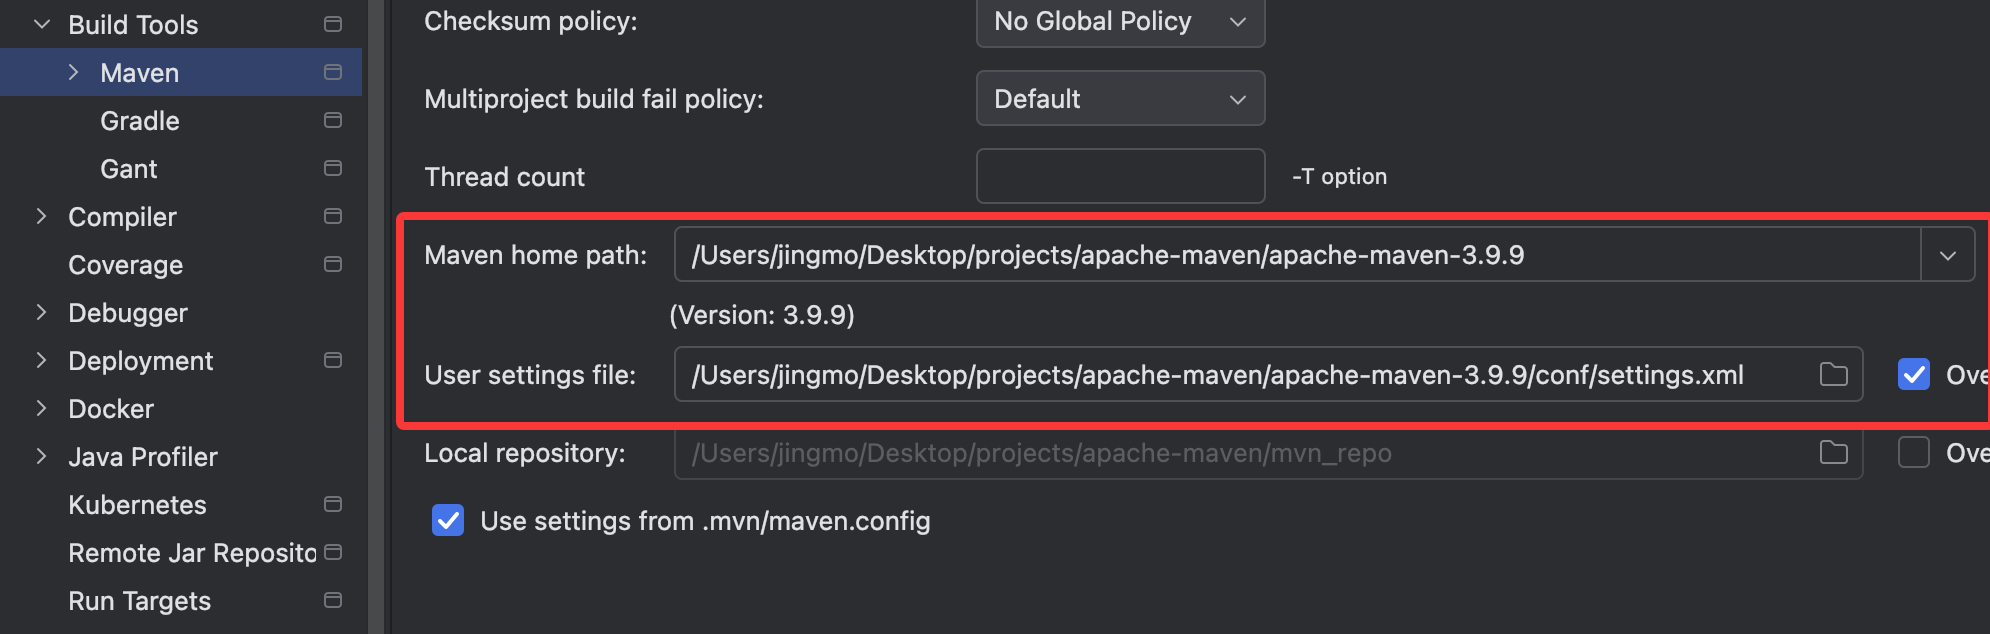 Build Tools
Maven
Gradle
Gant
Compiler
Coverage
Debugger
Deployment
Docker
Java Profiler
Kubernetes
Remote Jar Reposito
Run Targets
Checksum policy: No Global Policy
Multiproject build fail policy: Default
Thread count -T option
Maven home path: /Users/jingmo/Desktop/projects/apache-maven/apache-maven-3.9.9
(Version: 3.9.9)
User settings file: /Users/jingmo/Desktop/projects/apache-maven/apache-maven-3.9.9/conf/settings.xml Ove
Local repository: /Users/jingmo/Desktop/projects/apache-maven/mvn_repo Ove
Use settings from .mvn/maven.config